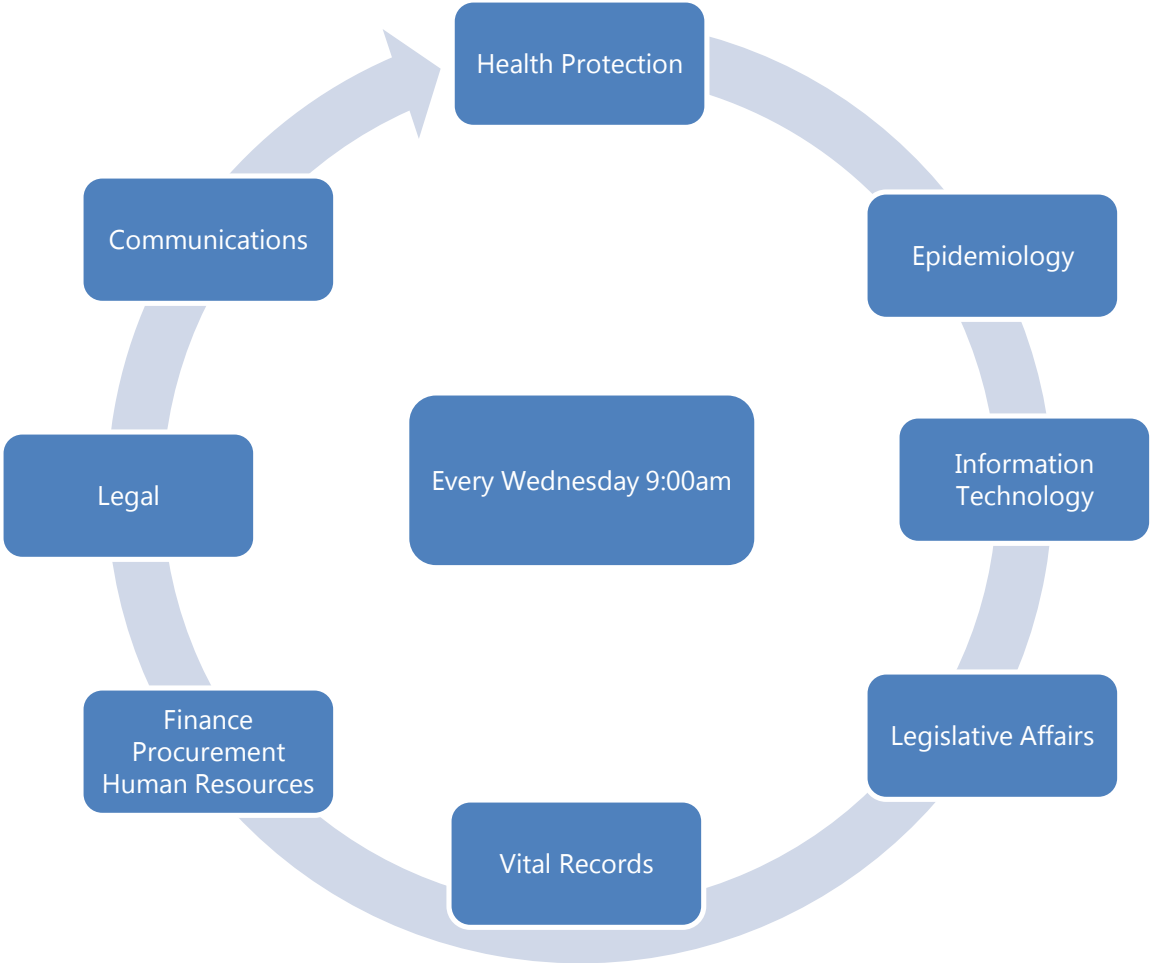 Health Protection
Epidemiology
Information
Technology
Legislative Affairs
Vital Records
Finance
Procurement
Human Resources
Legal
Communications
Every Wednesday 9:00am